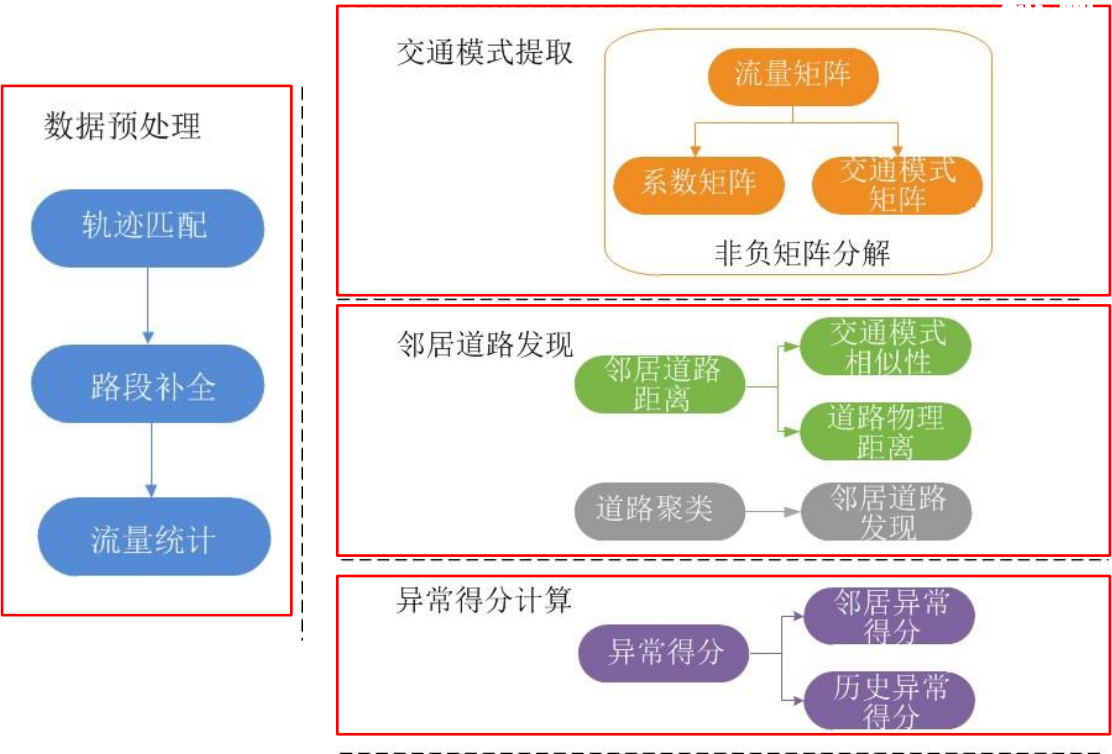 数据预处理
轨迹匹配
路段补全
流量统计
交通模式提取
流量矩阵
系数矩阵
交通模式
矩阵
非负矩阵分解
邻居道路发现
邻居道路
距离
交通模式
相似性
道路物理
距离
道路聚类
邻居道路
发现
异常得分计算
异常得分
邻居异常
得分
历史异常
得分